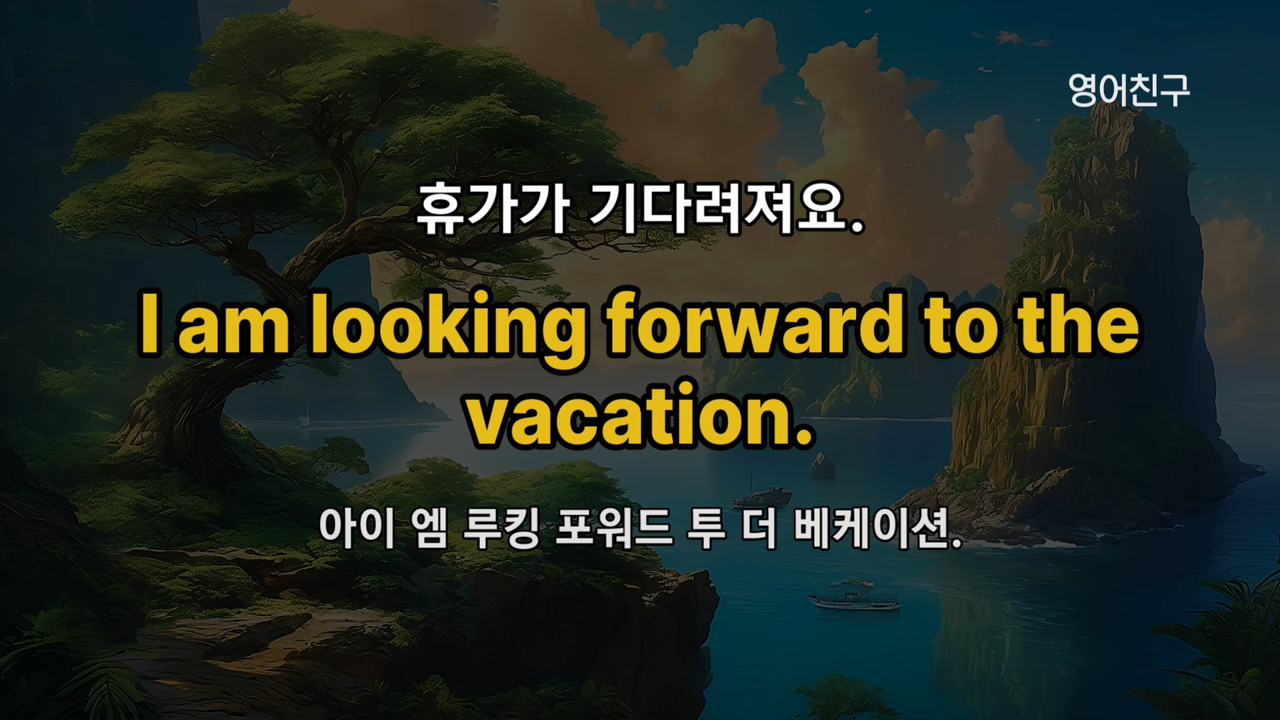 영어친구
휴가가 기다려져요.
I am looking forward to the
vacation.
아이 엠 루킹 포워드 투 더 베케이션.